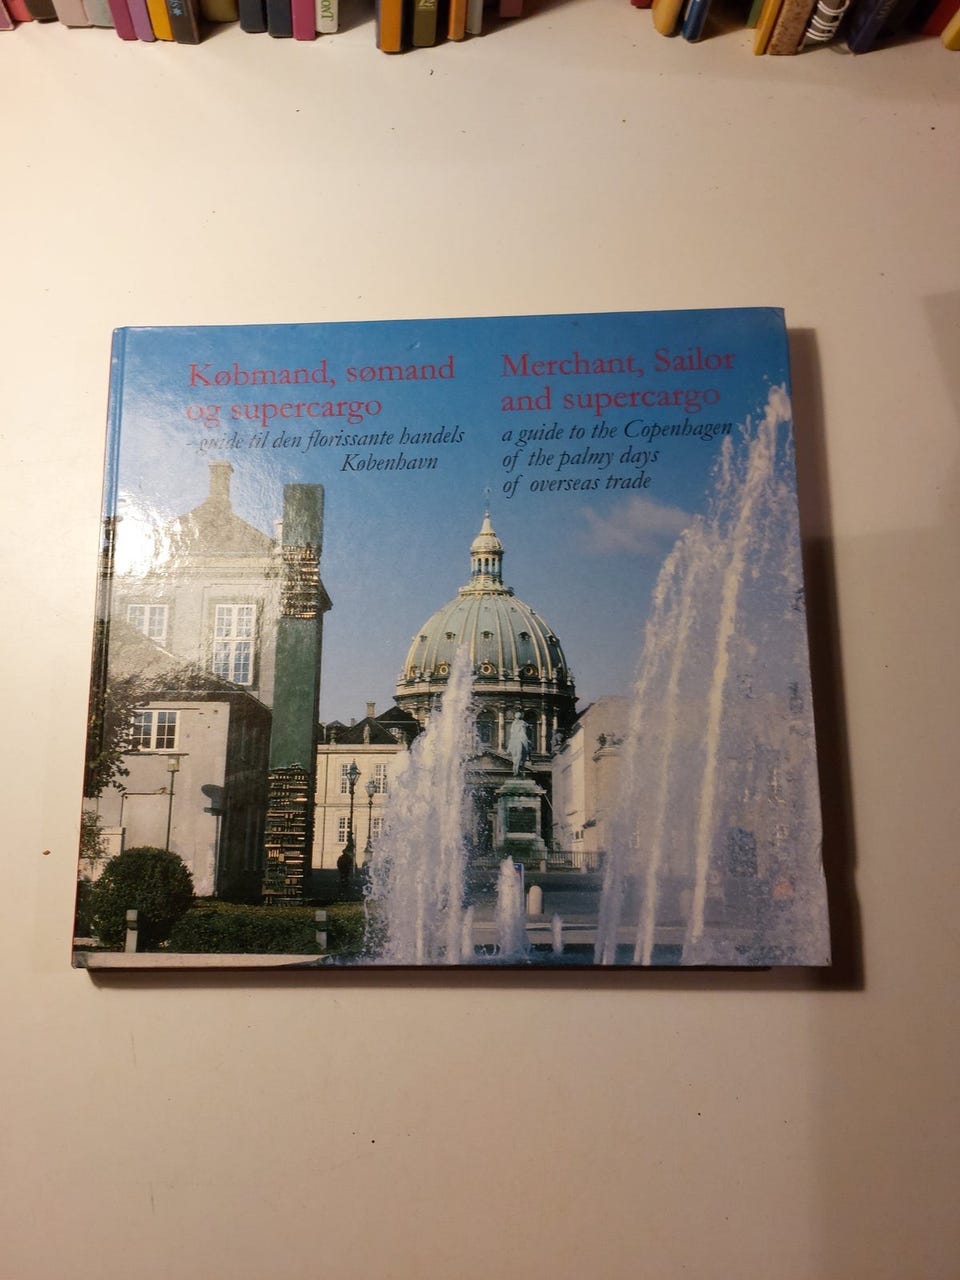 Købmand, sømand
og supercargo
- guide til den florissante handels
København
Merchant, Sailor
and supercargo
a guide to the Copenhagen
of the palmy days
of overseas trade